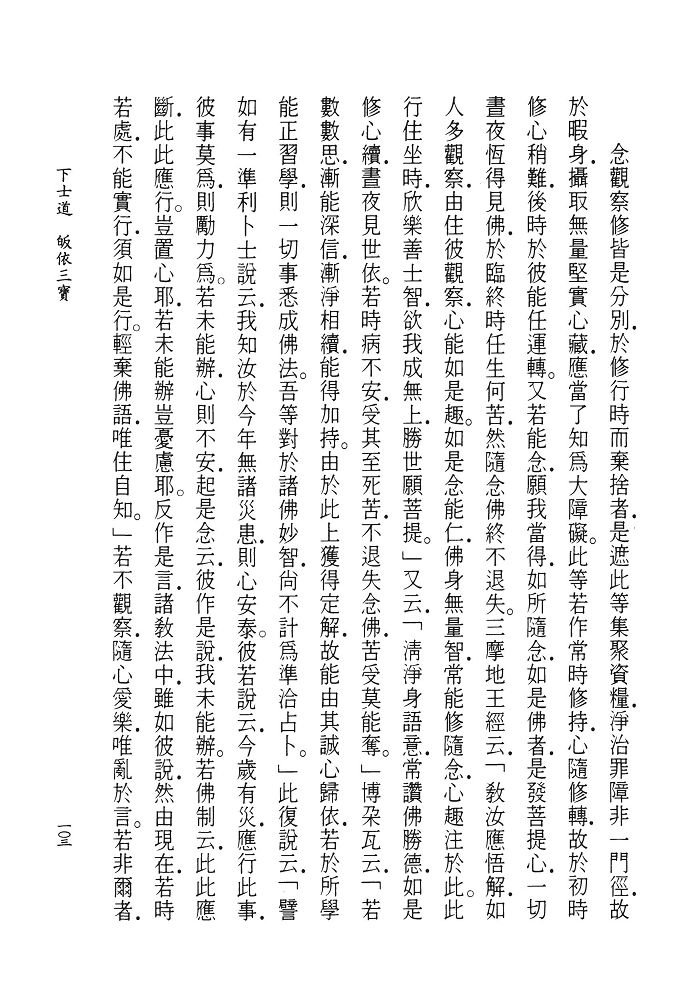 念觀察修皆是分別．於修行時而棄捨者．是遮此等集聚資糧．淨治罪障非一門徑．故
於暇身．攝取無量堅實心藏．應當了知為大障礙。此等若作常時修持．心隨修轉．故於初時
修心稍難．後時於彼能任運轉。又若能念．願我當得．如所隨念．如是佛者．是發菩提心．一切
晝夜恆得見佛．於臨終時任生何苦．然隨念佛終不退失。三摩地王經云．「教汝應悟解．如
人多觀察．由住彼觀察．心能如是趣。如是念能仁．佛身無量智．常能修隨念．心趣注於此。此
行住坐時．欣樂善士智．欲我成無上．勝世願菩提。」又云．「清淨身語意．常讚佛勝德．如是
修心續．晝夜見世依。若時病不安．受其至死苦．不退失念佛．苦受莫能奪。」博朶瓦云．「若
數數思．漸能深信．漸淨相續．能得加持。由於此上獲得定解．故能由其誠心歸依．若於所學
能正習學．則一切事悉成佛法。吾等對於諸佛妙智．尚不計為準洽占卜。」此復說云．「譬
如有一準利卜士說云．我知汝於今年無諸災患．則心安泰。彼若說云．今歲有災．應行此事．
彼事莫為．則勵力為。若未能辦．心則不安．起是念云．彼作是說．我未能辦。若佛制云．此此應
斷．此此應行。豈置心耶．若未能辦豈憂慮耶。反作是言．諸教法中．雖如彼說．然由現在．若時
若處．不能實行．須如是行。輕棄佛語．唯住自知。」若不觀察．隨心愛樂．唯亂於言。若非爾者．
下士道　皈依三寶
一〇三